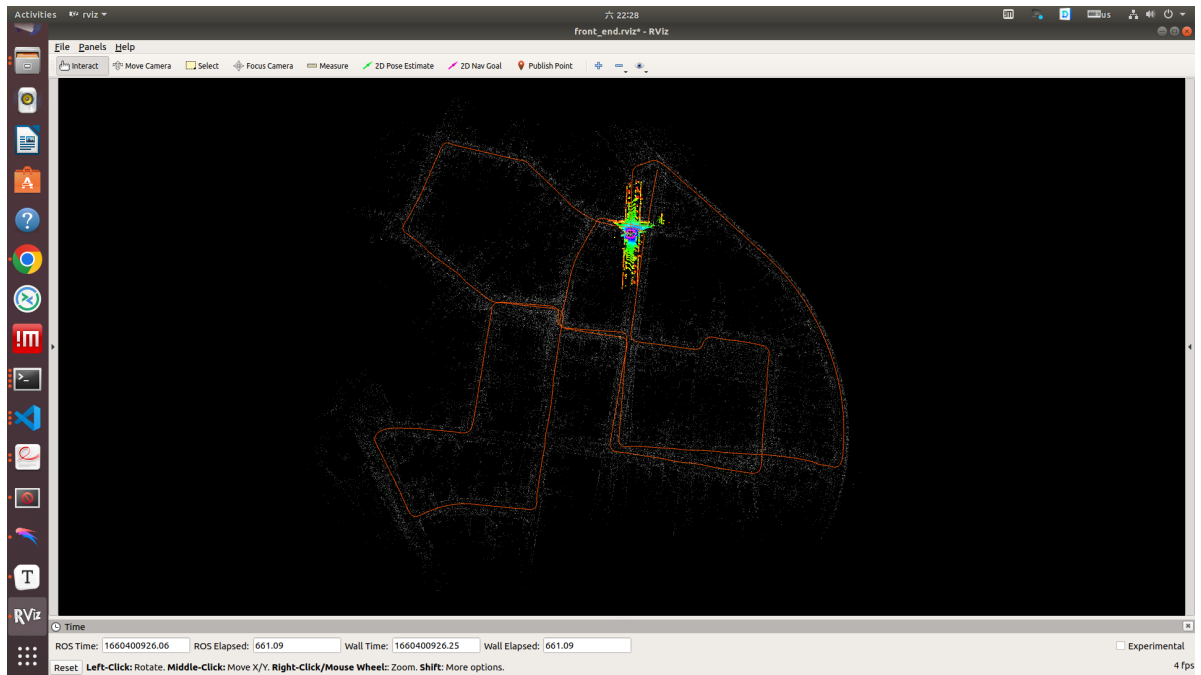 Activities RViz rviz 六 22:28 D us
front_end.rviz* - RViz
File Panels Help
Interact Move Camera Select Focus Camera Measure 2D Pose Estimate 2D Nav Goal Publish Point
A
?
!m
>_
T
RViz
Time
ROS Time: 1660400926.06 ROS Elapsed: 661.09 Wall Time: 1660400926.25 Wall Elapsed: 661.09 Experimental
Reset Left-Click: Rotate. Middle-Click: Move X/Y. Right-Click/Mouse Wheel:: Zoom. Shift: More options. 4 fps